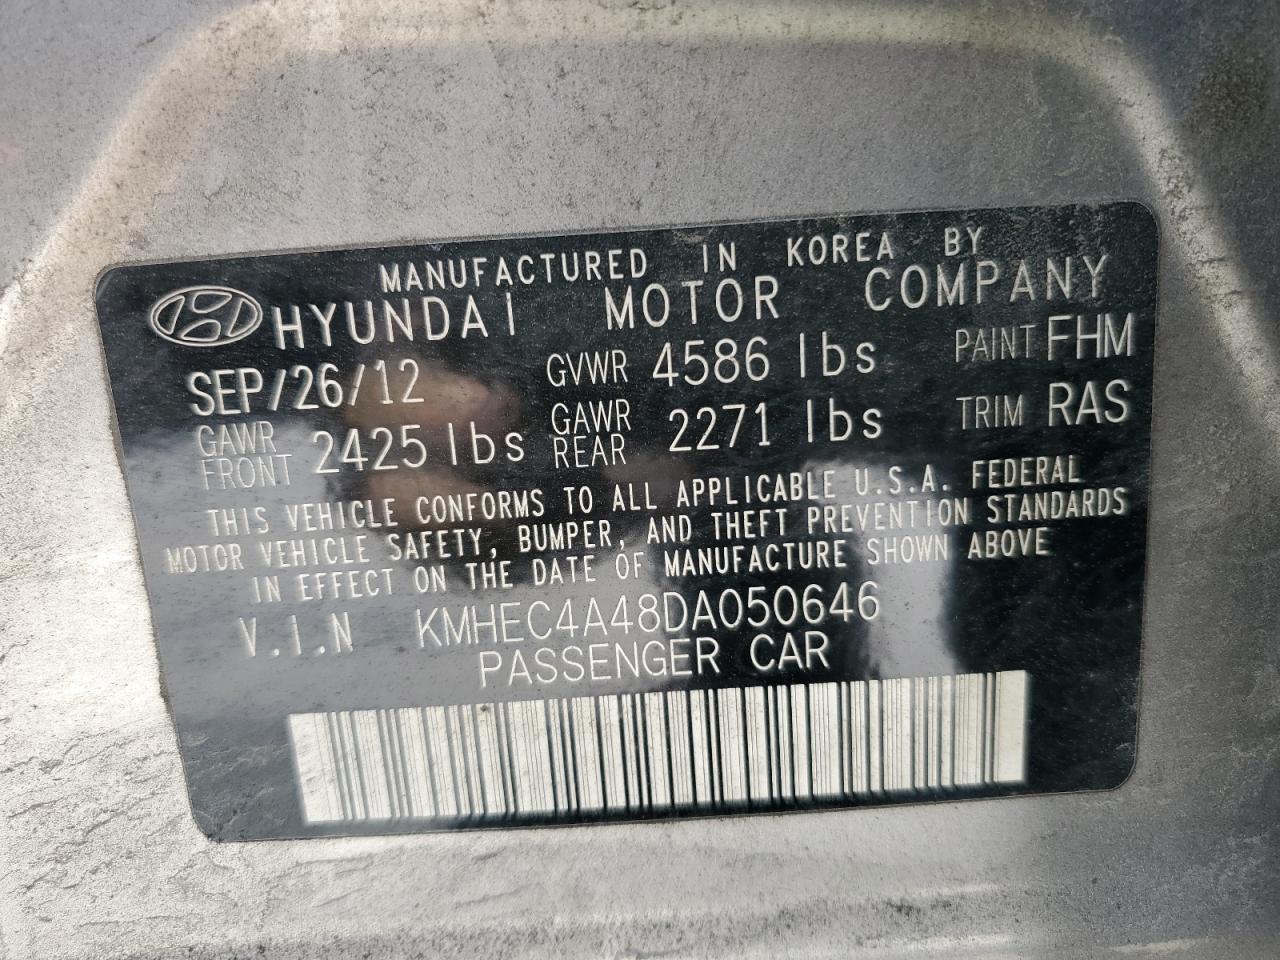 MANUFACTURED IN KOREA BY
HYUNDAI MOTOR COMPANY
SEP/26/12 GVWR 4586 lbs PAINT FHM
GAWR FRONT 2425 lbs GAWR REAR 2271 lbs TRIM RAS
THIS VEHICLE CONFORMS TO ALL APPLICABLE U.S.A. FEDERAL
MOTOR VEHICLE SAFETY, BUMPER, AND THEFT PREVENTION STANDARDS
IN EFFECT ON THE DATE OF MANUFACTURE SHOWN ABOVE
V.I.N KMHEC4A48DA050646
PASSENGER CAR